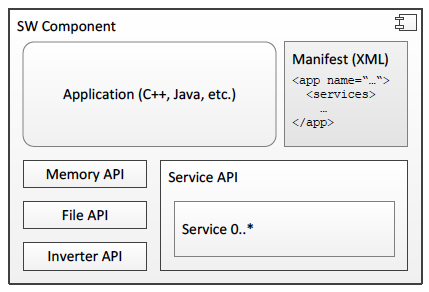 SW Component
Application (C++, Java, etc.)
Manifest (XML)
<app name=“…“>
<services>
…
</app>
Memory API
File API
Inverter API
Service API
Service 0..*